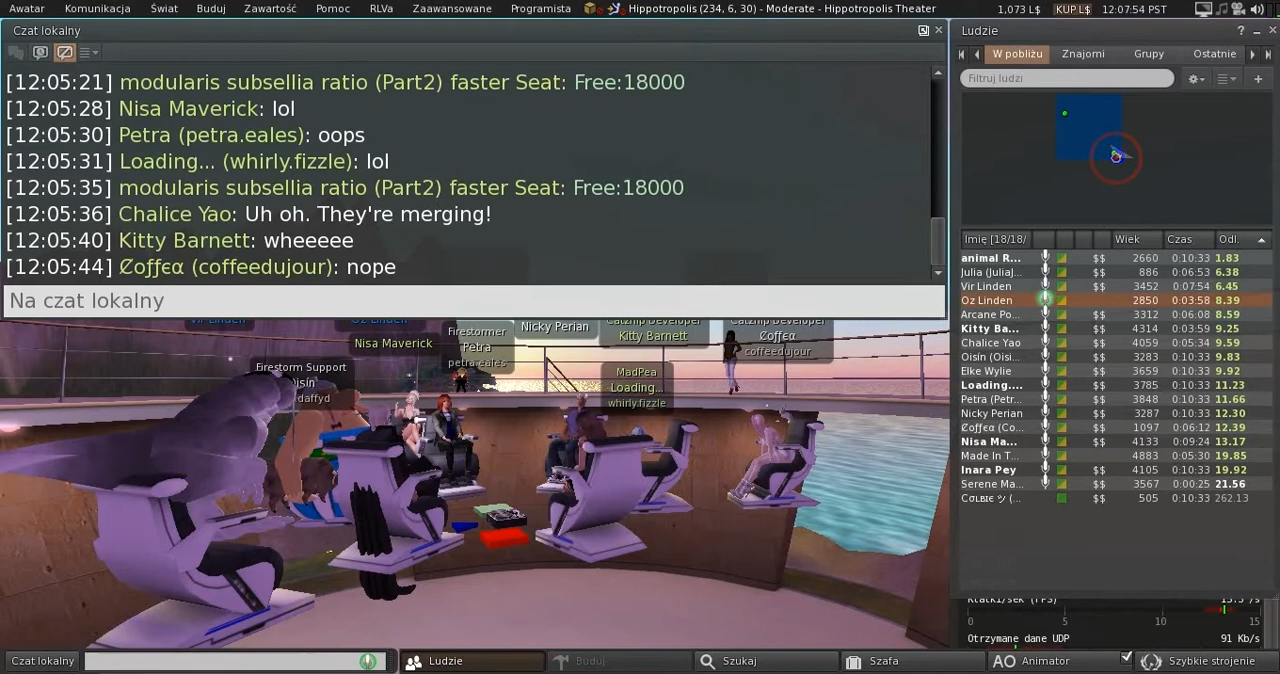 Awatar Komunikacja Świat Buduj Zawartość Pomoc RLVa Zaawansowane Programista Hippotropolis (234, 6, 30) - Moderate - Hippotropolis Theater 1,073 L$ KUP L$ 12:07:54 PST
Czat lokalny
[12:05:21] modularis subsellia ratio (Part2) faster Seat: Free:18000
[12:05:28] Nisa Maverick: lol
[12:05:30] Petra (petra.eales): oops
[12:05:31] Loading... (whirly.fizzle): lol
[12:05:35] modularis subsellia ratio (Part2) faster Seat: Free:18000
[12:05:36] Chalice Yao: Uh oh. They're merging!
[12:05:40] Kitty Barnett: wheeeee
[12:05:44] Ȼσƒƒєα (coffeedujour): nope
Na czat lokalny
Vir Linden
Oz Linden
Nisa Maverick
Firestormer
Petra
petra.eales
Nicky Perian
Catznip Developer
Kitty Barnett
Catznip Developer
Ȼσƒƒєα
coffeedujour
Firestorm Support
Oisín
MadPea
Loading...
whirly.fizzle
Ludzie
W pobliżu Znajomi Grupy Ostatnie
Filtruj ludzi
Imię [18/18/ Wiek Czas Odl.
animal R... $$ 2660 0:10:33 1.83
Julia (JuliaJ... $$ 886 0:06:53 6.38
Vir Linden $$ 3452 0:07:54 6.45
Oz Linden 2850 0:03:58 8.39
Arcane Po... $$ 3312 0:06:08 8.59
Kitty Ba... $$ 4314 0:03:59 9.25
Chalice Yao $$ 4059 0:05:34 9.59
Oisín (Oisi... $$ 3283 0:10:33 9.83
Elke Wylie $$ 3659 0:10:33 9.92
Loading.... $$ 3785 0:10:33 11.23
Petra (Petr... $$ 3848 0:10:33 11.66
Nicky Perian $$ 3287 0:10:33 12.30
Ȼσƒƒєα (Co... $$ 1097 0:06:12 12.39
Nisa Ma... $$ 4133 0:09:24 13.17
Made In T... 4883 0:05:30 19.85
Inara Pey $$ 4105 0:10:33 19.92
Serene Ma... $$ 3567 0:00:25 21.56
$$ 505 0:10:33 262.13
0 5 10 15
Otrzymane dane UDP 91 Kb/s
Czat lokalny Ludzie Buduj Szukaj Szafa AO Animator Szybkie strojenie